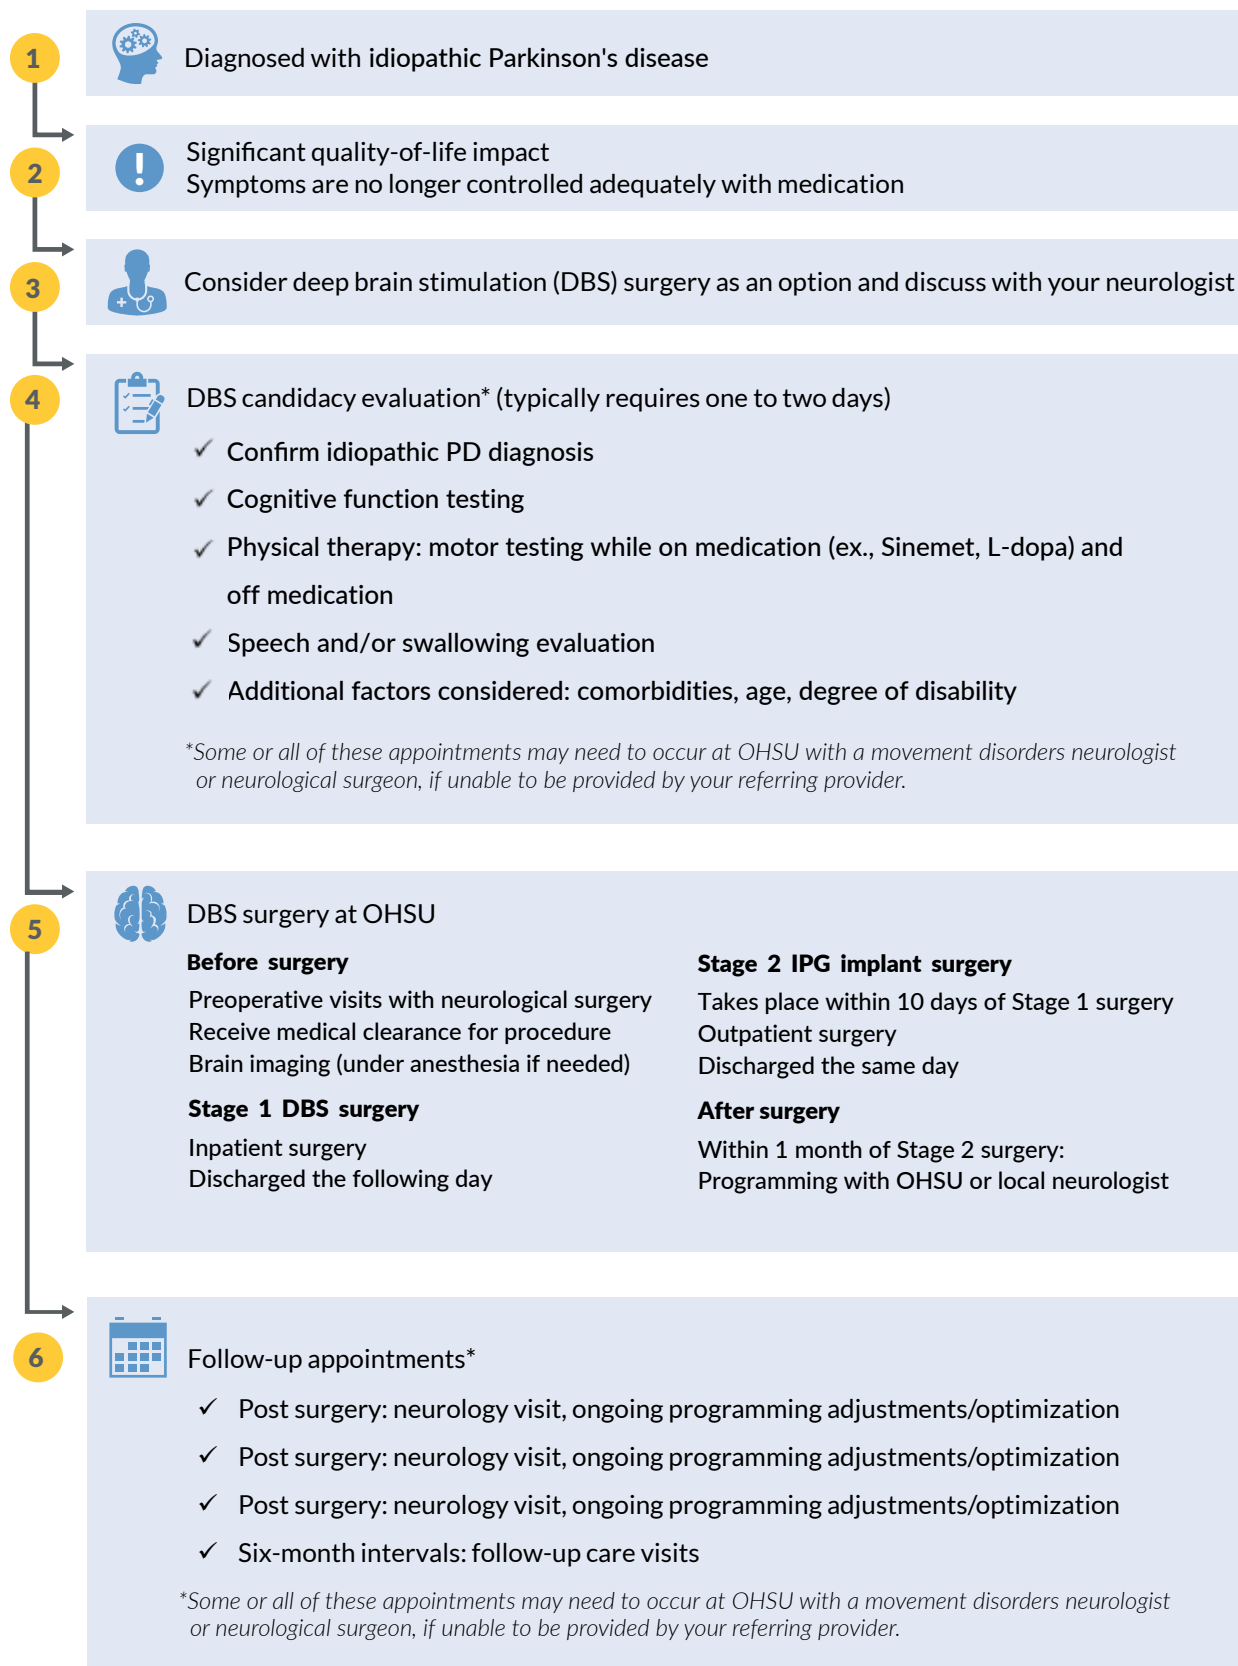 1
Diagnosed with idiopathic Parkinson's disease
2
Significant quality-of-life impact
Symptoms are no longer controlled adequately with medication
3
Consider deep brain stimulation (DBS) surgery as an option and discuss with your neurologist
4
DBS candidacy evaluation* (typically requires one to two days)
✓ Confirm idiopathic PD diagnosis
✓ Cognitive function testing
✓ Physical therapy: motor testing while on medication (ex., Sinemet, L-dopa) and
off medication
✓ Speech and/or swallowing evaluation
✓ Additional factors considered: comorbidities, age, degree of disability
*Some or all of these appointments may need to occur at OHSU with a movement disorders neurologist
or neurological surgeon, if unable to be provided by your referring provider.
5
DBS surgery at OHSU
Before surgery
Preoperative visits with neurological surgery
Receive medical clearance for procedure
Brain imaging (under anesthesia if needed)
Stage 1 DBS surgery
Inpatient surgery
Discharged the following day
Stage 2 IPG implant surgery
Takes place within 10 days of Stage 1 surgery
Outpatient surgery
Discharged the same day
After surgery
Within 1 month of Stage 2 surgery:
Programming with OHSU or local neurologist
6
Follow-up appointments*
✓ Post surgery: neurology visit, ongoing programming adjustments/optimization
✓ Post surgery: neurology visit, ongoing programming adjustments/optimization
✓ Post surgery: neurology visit, ongoing programming adjustments/optimization
✓ Six-month intervals: follow-up care visits
*Some or all of these appointments may need to occur at OHSU with a movement disorders neurologist
or neurological surgeon, if unable to be provided by your referring provider.